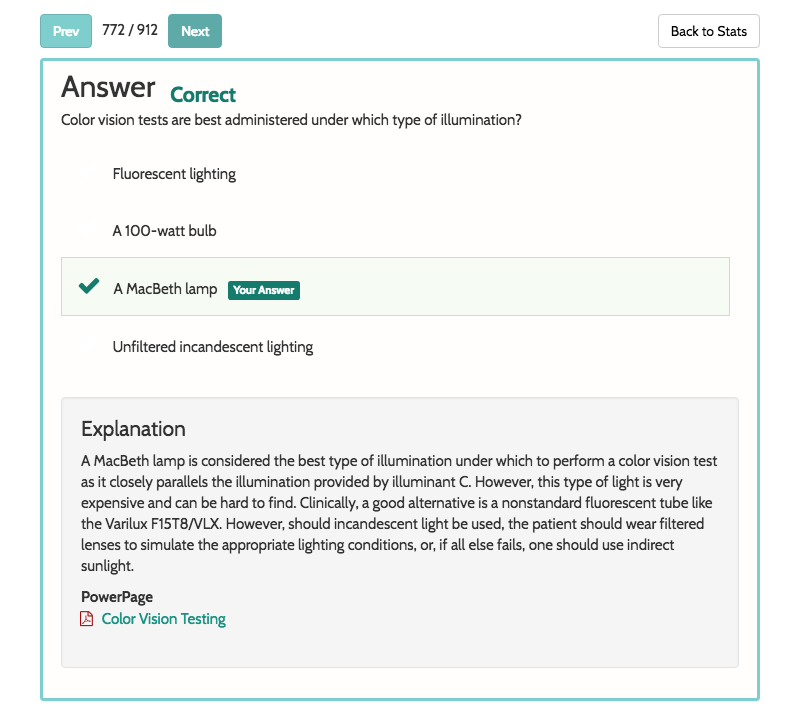 Prev 772 / 912 Next Back to Stats
Answer Correct
Color vision tests are best administered under which type of illumination?
Fluorescent lighting
A 100-watt bulb
A MacBeth lamp Your Answer
Unfiltered incandescent lighting
Explanation
A MacBeth lamp is considered the best type of illumination under which to perform a color vision test
as it closely parallels the illumination provided by illuminant C. However, this type of light is very
expensive and can be hard to find. Clinically, a good alternative is a nonstandard fluorescent tube like
the Varilux F15T8/VLX. However, should incandescent light be used, the patient should wear filtered
lenses to simulate the appropriate lighting conditions, or, if all else fails, one should use indirect
sunlight.
PowerPage
Color Vision Testing